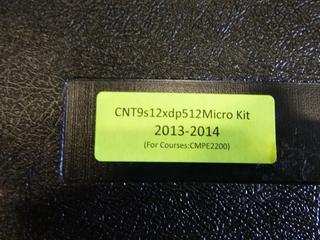 CNT9s12xdp512Micro Kit
2013-2014
(For Courses:CMPE2200)